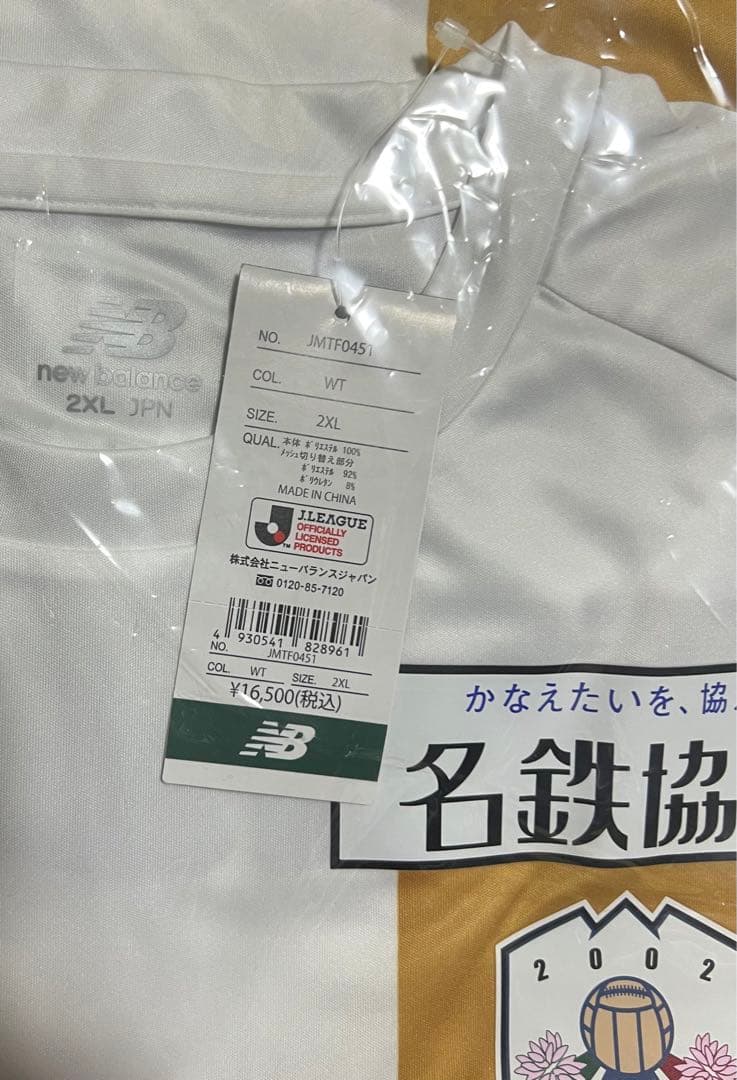 new balance
2XL JPN
NO. JMTF0451
COL. WT
SIZE. 2XL
QUAL. 本体 ﾎﾟﾘｴｽﾃﾙ 100%
ﾒｯｼｭ切り替え部分
ﾎﾟﾘｴｽﾃﾙ 92%
ﾎﾟﾘｳﾚﾀﾝ 8%
MADE IN CHINA
J.LEAGUE
OFFICIALLY
LICENSED
PRODUCTS
TM
株式会社ニューバランスジャパン
0120-85-7120
4 930541 828961
NO. JMTF0451
COL. WT SIZE. 2XL
¥16,500(税込)
かなえたいを、協
名鉄協
2002